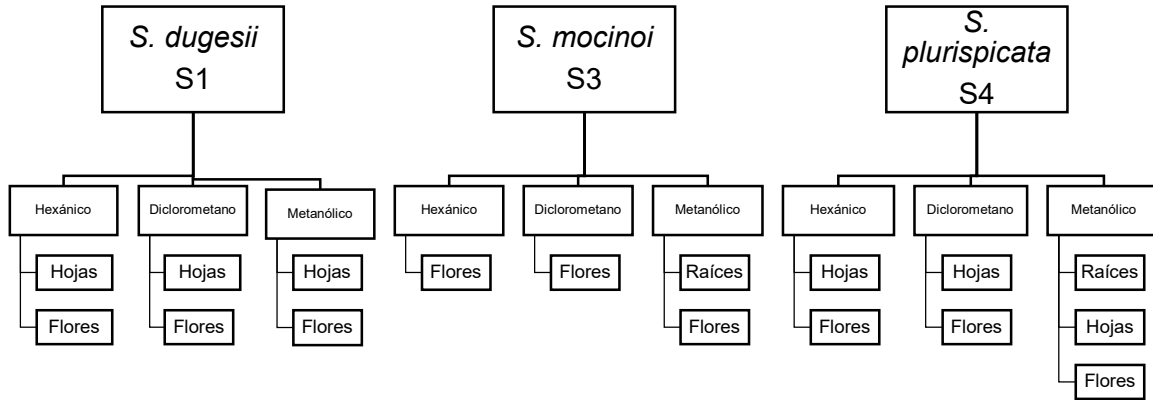 S. dugesii
S1
S. mocinoi
S3
S.
plurispicata
S4
Hexánico
Diclorometano
Metanólico
Hexánico
Diclorometano
Metanólico
Hexánico
Diclorometano
Metanólico
Hojas
Hojas
Hojas
Flores
Flores
Raíces
Hojas
Hojas
Raíces
Flores
Flores
Flores
Flores
Flores
Flores
Hojas
Flores